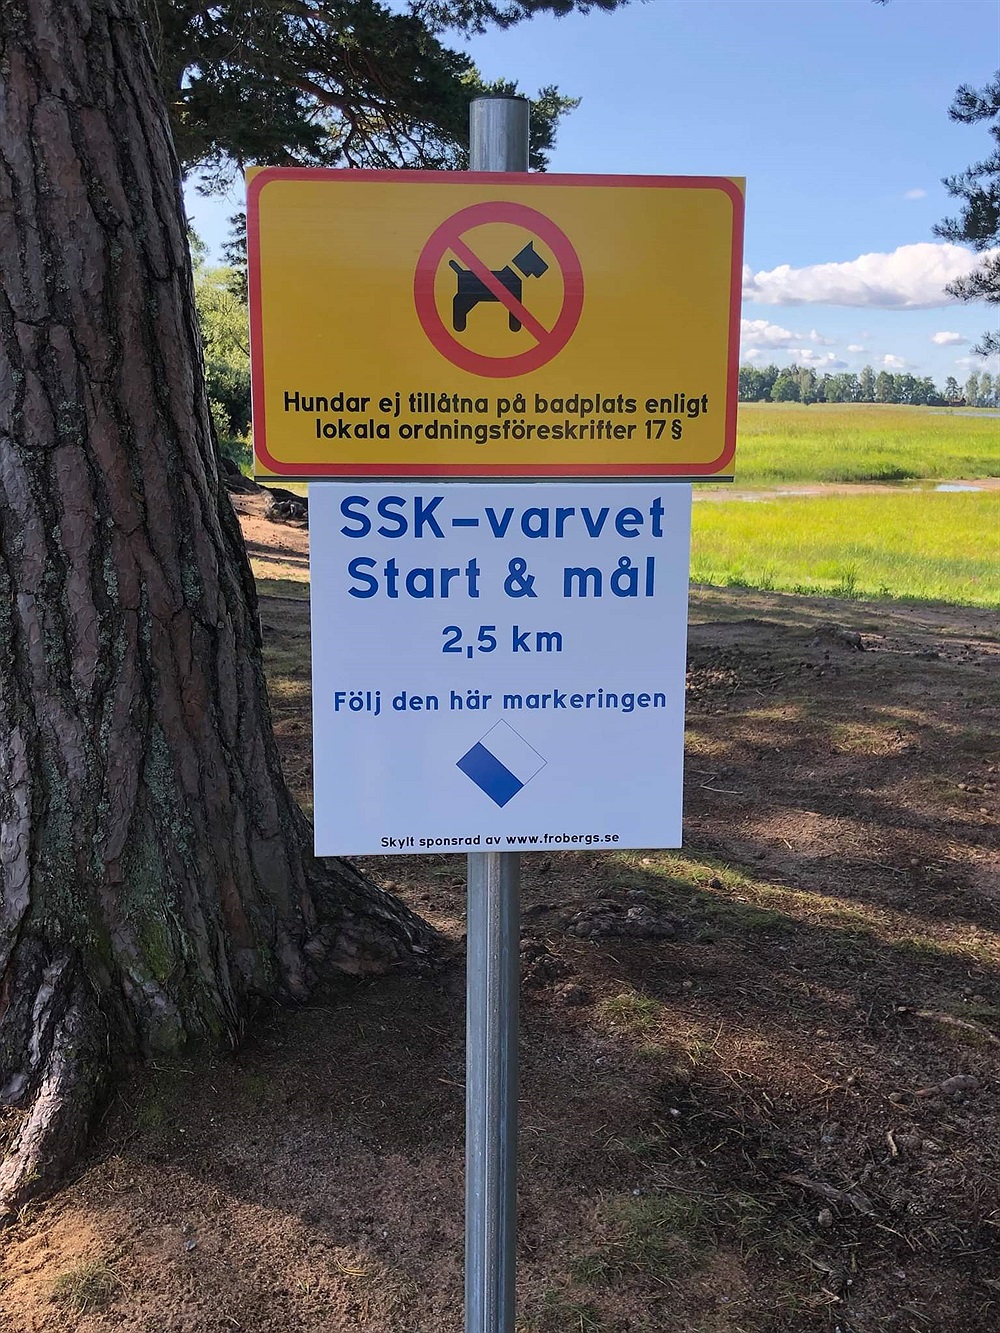 Hundar ej tillåtna på badplats enligt
lokala ordningsföreskrifter 17 §
SSK-varvet
Start & mål
2,5 km
Följ den här markeringen
Skylt sponsrad av www.frobergs.se